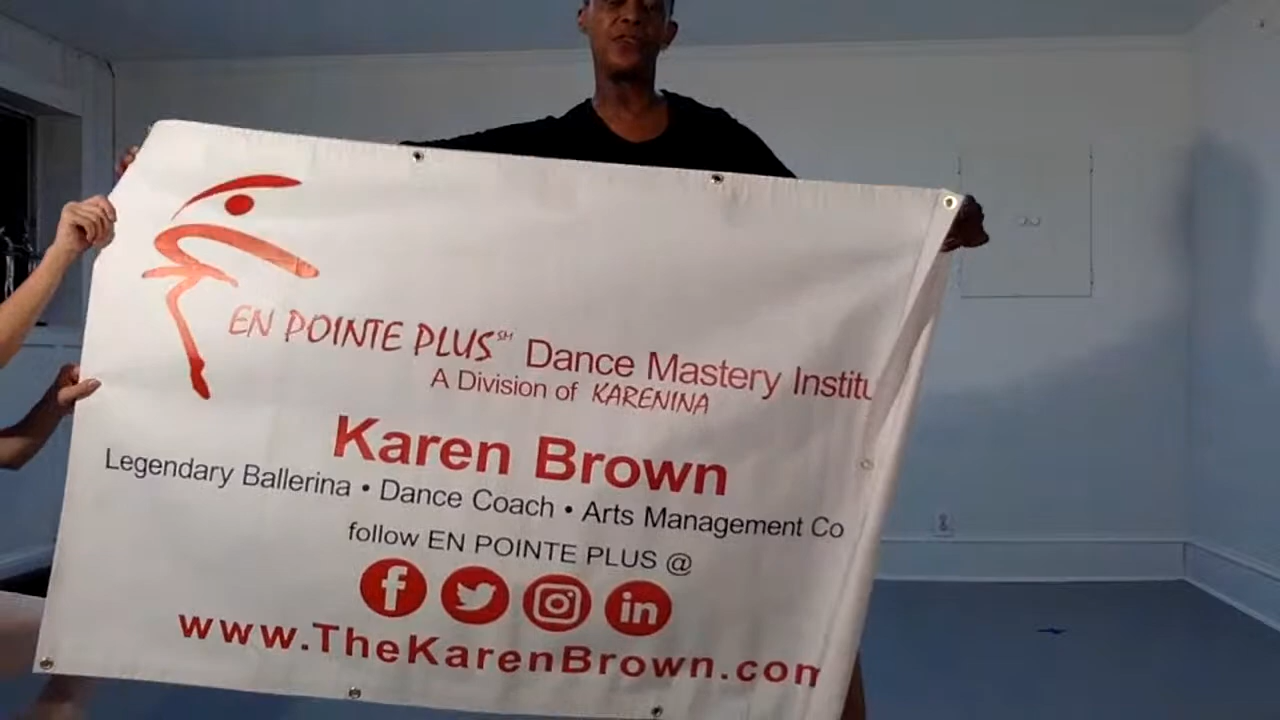 EN POINTE PLUS℠ Dance Mastery Institu
A Division of KARENINA
Karen Brown
Legendary Ballerina • Dance Coach • Arts Management Co
follow EN POINTE PLUS @
www.TheKarenBrown.com